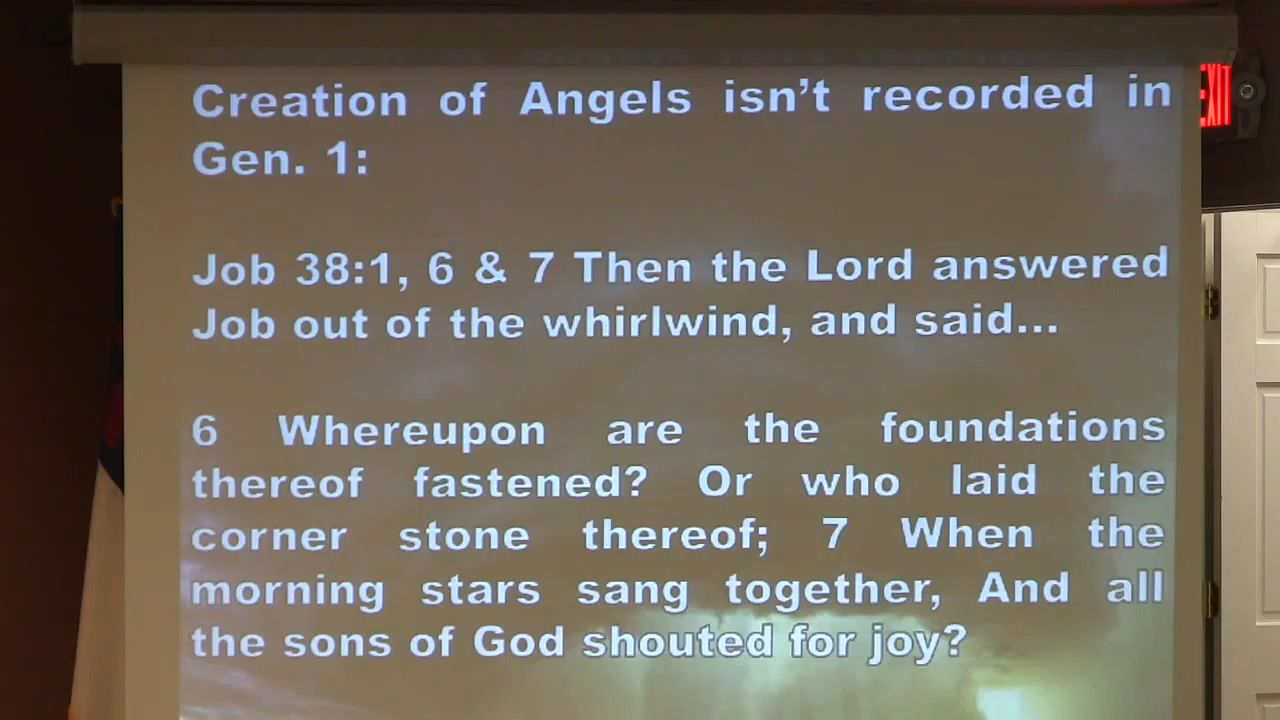 Creation of Angels isn't recorded in
Gen. 1:
Job 38:1, 6 & 7 Then the Lord answered
Job out of the whirlwind, and said...
6 Whereupon are the foundations
thereof fastened? Or who laid the
corner stone thereof; 7 When the
morning stars sang together, And all
the sons of God shouted for joy?
EXIT